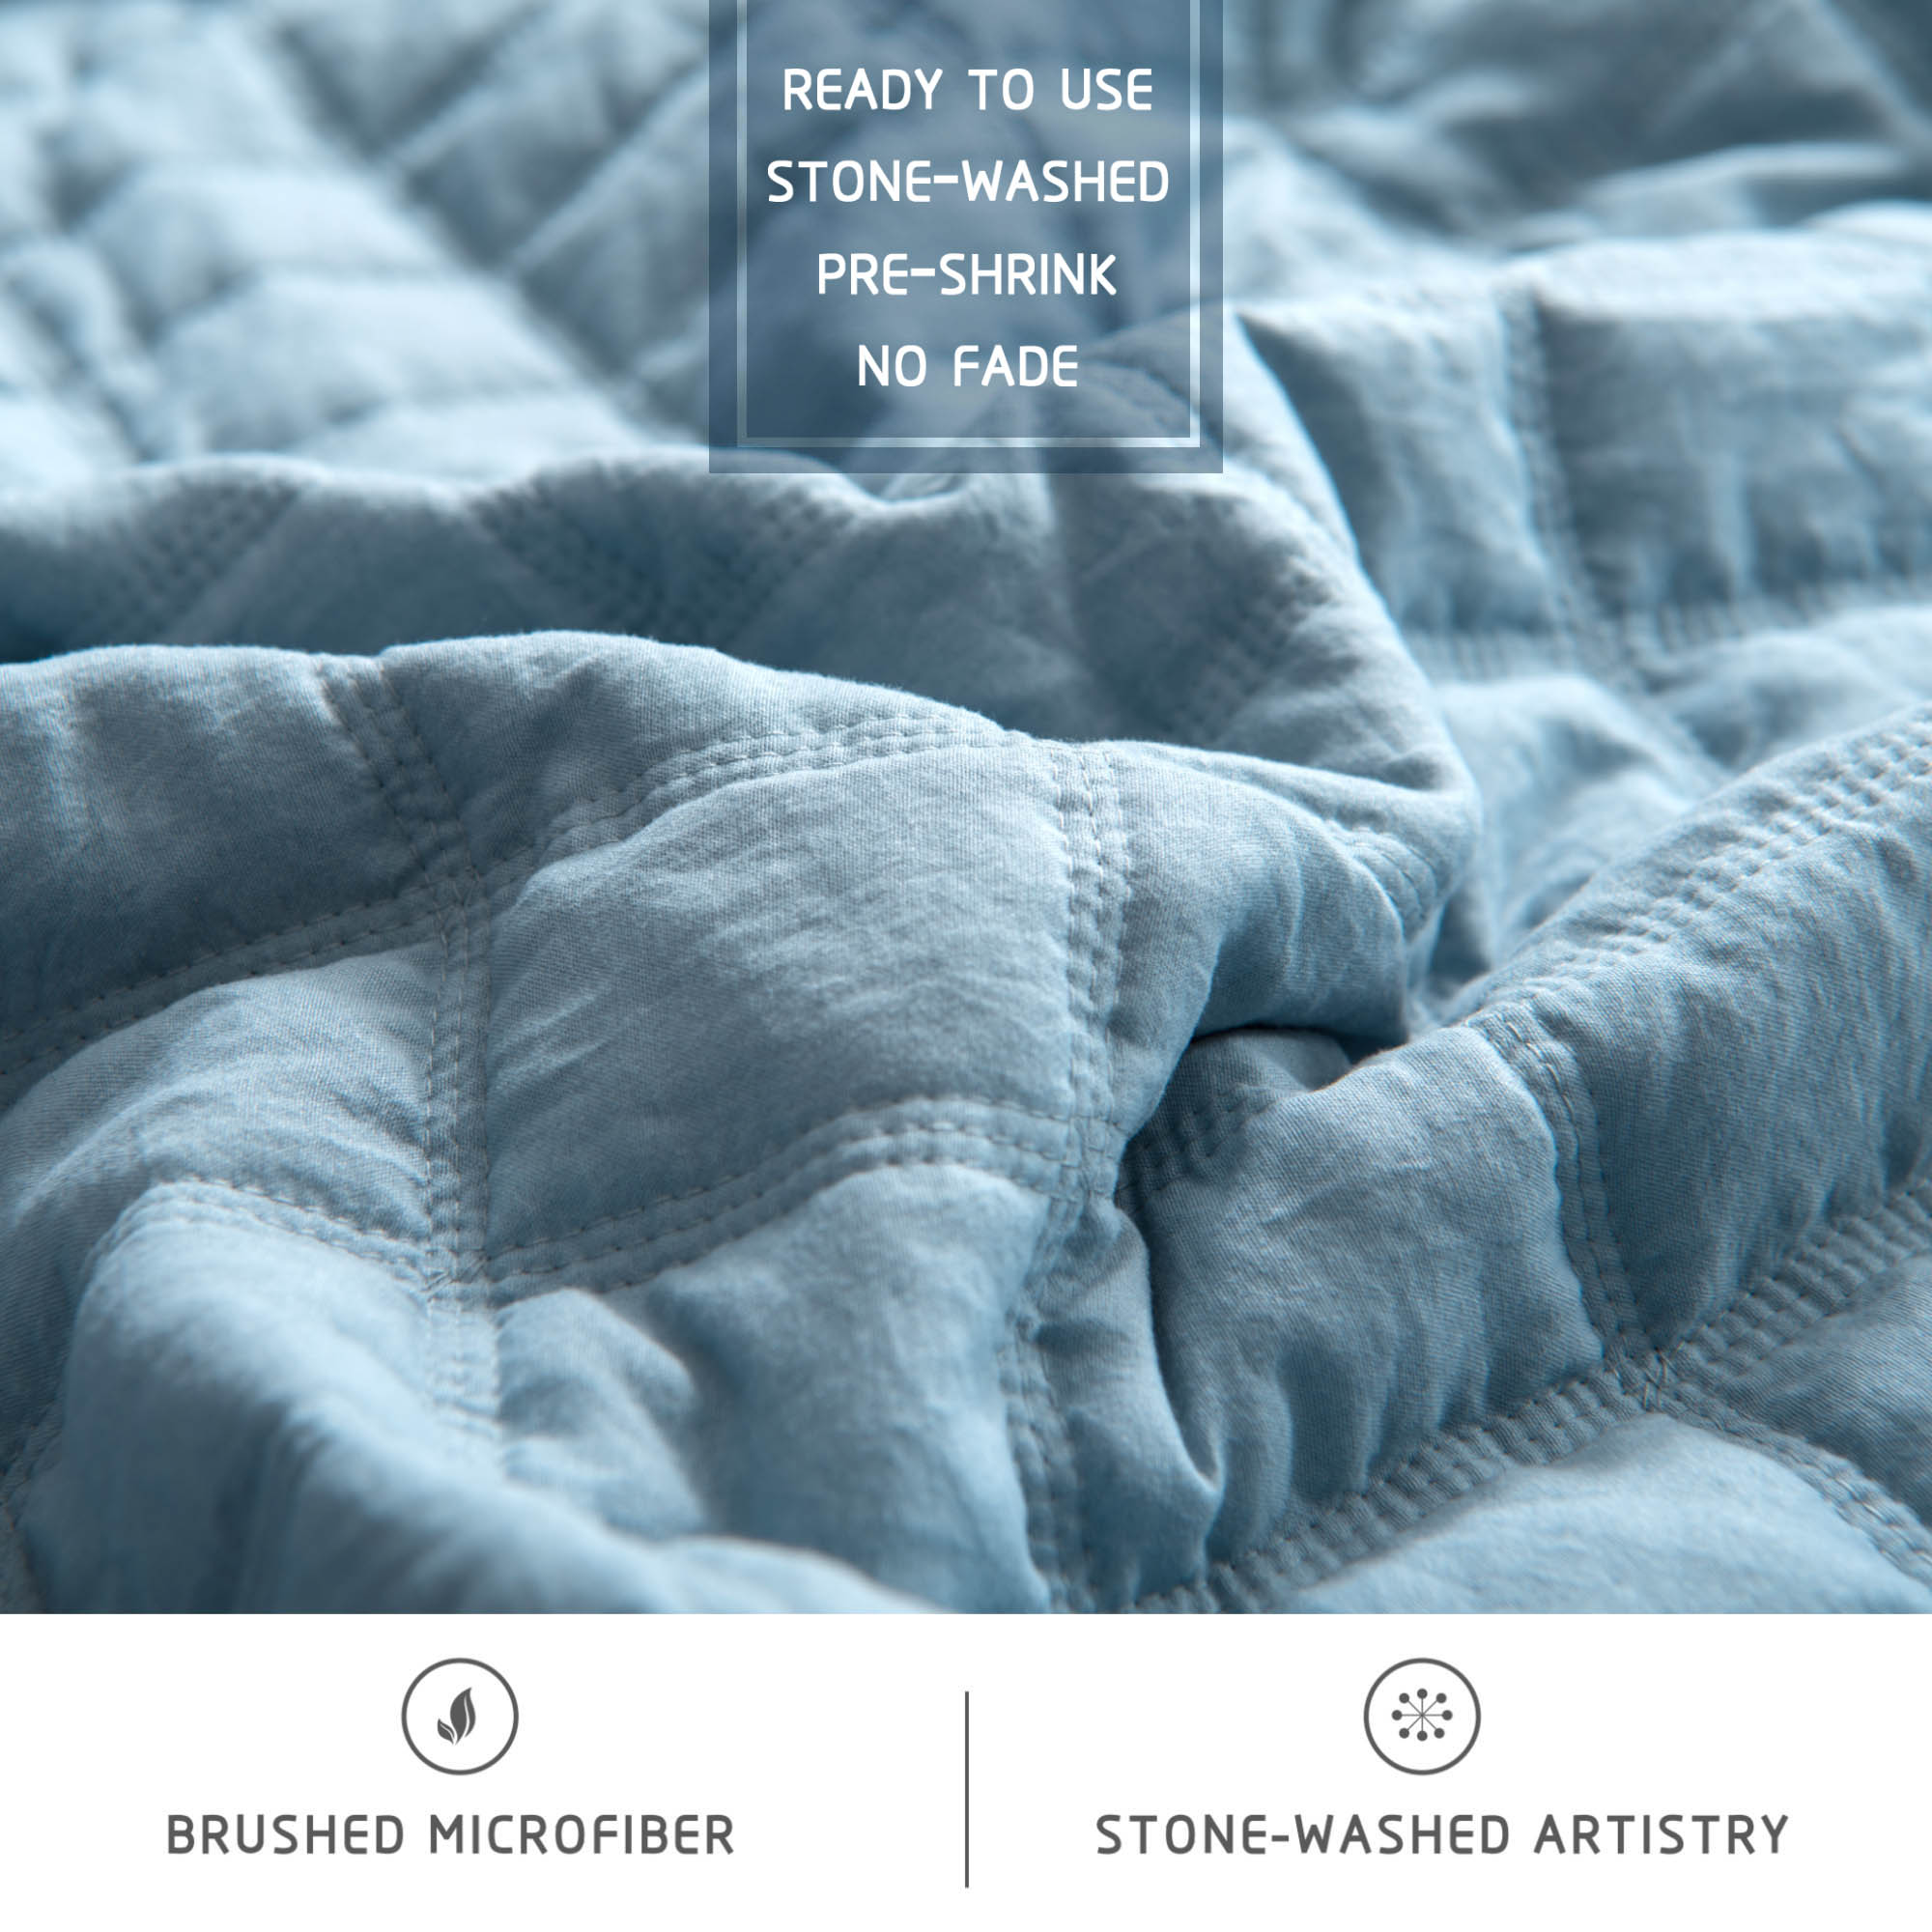 READY TO USE
STONE-WASHED
PRE-SHRINK
NO FADE
BRUSHED MICROFIBER
STONE-WASHED ARTISTRY